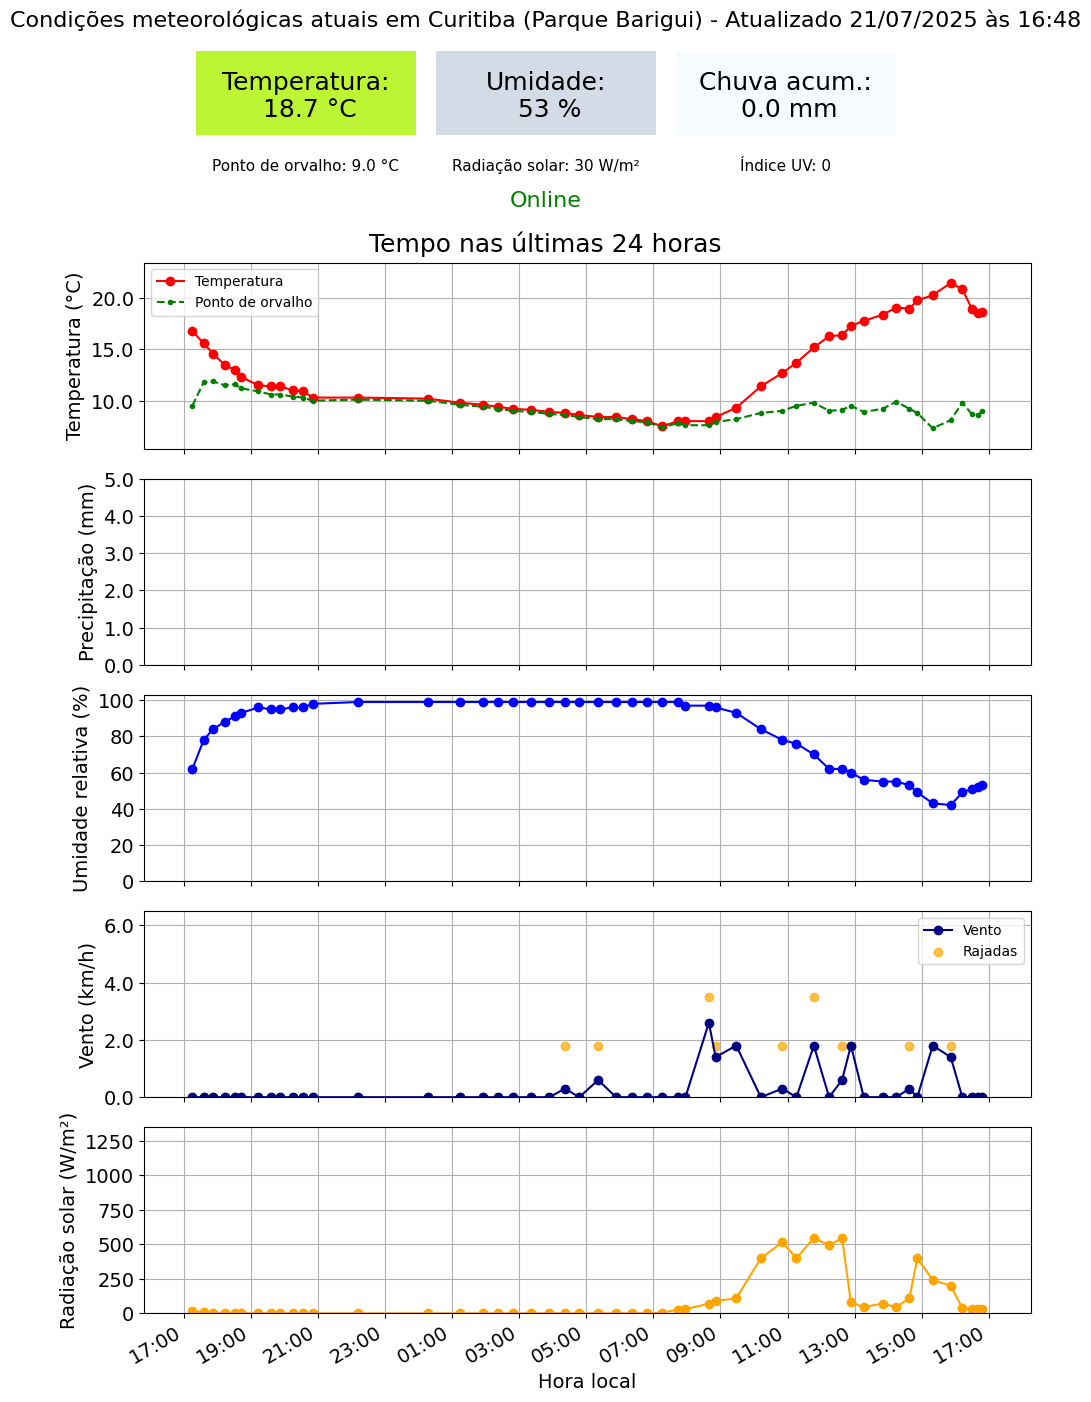 Condições meteorológicas atuais em Curitiba (Parque Barigui) - Atualizado 21/07/2025 às 16:48
Temperatura:
18.7 °C
Umidade:
53 %
Chuva acum.:
0.0 mm
Ponto de orvalho: 9.0 °C
Radiação solar: 30 W/m²
Índice UV: 0
Online
Tempo nas últimas 24 horas
Temperatura (°C)
20.0
15.0
10.0
Temperatura
Ponto de orvalho
Precipitação (mm)
5.0
4.0
3.0
2.0
1.0
0.0
Umidade relativa (%)
100
80
60
40
20
0
Vento (km/h)
6.0
4.0
2.0
0.0
Vento
Rajadas
Radiação solar (W/m²)
1250
1000
750
500
250
0
17:00
19:00
21:00
23:00
01:00
03:00
05:00
07:00
09:00
11:00
13:00
15:00
17:00
Hora local